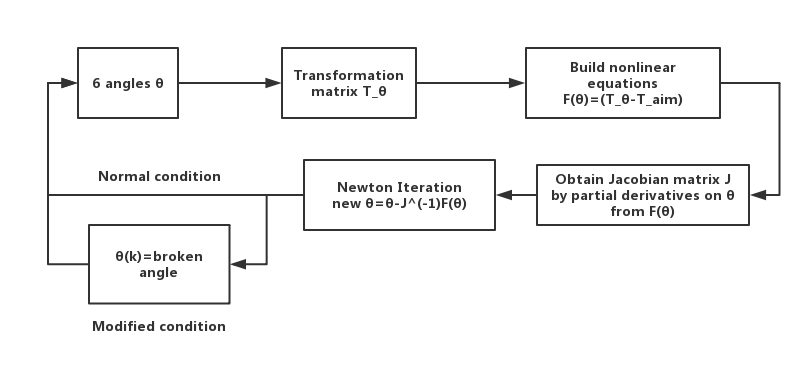 6 angles θ
Transformation
matrix T_θ
Build nonlinear
equations
F(θ)=(T_θ-T_aim)
Normal condition
Newton Iteration
new θ=θ-J^(-1)F(θ)
Obtain Jacobian matrix J
by partial derivatives on θ
from F(θ)
θ(k)=broken
angle
Modified condition